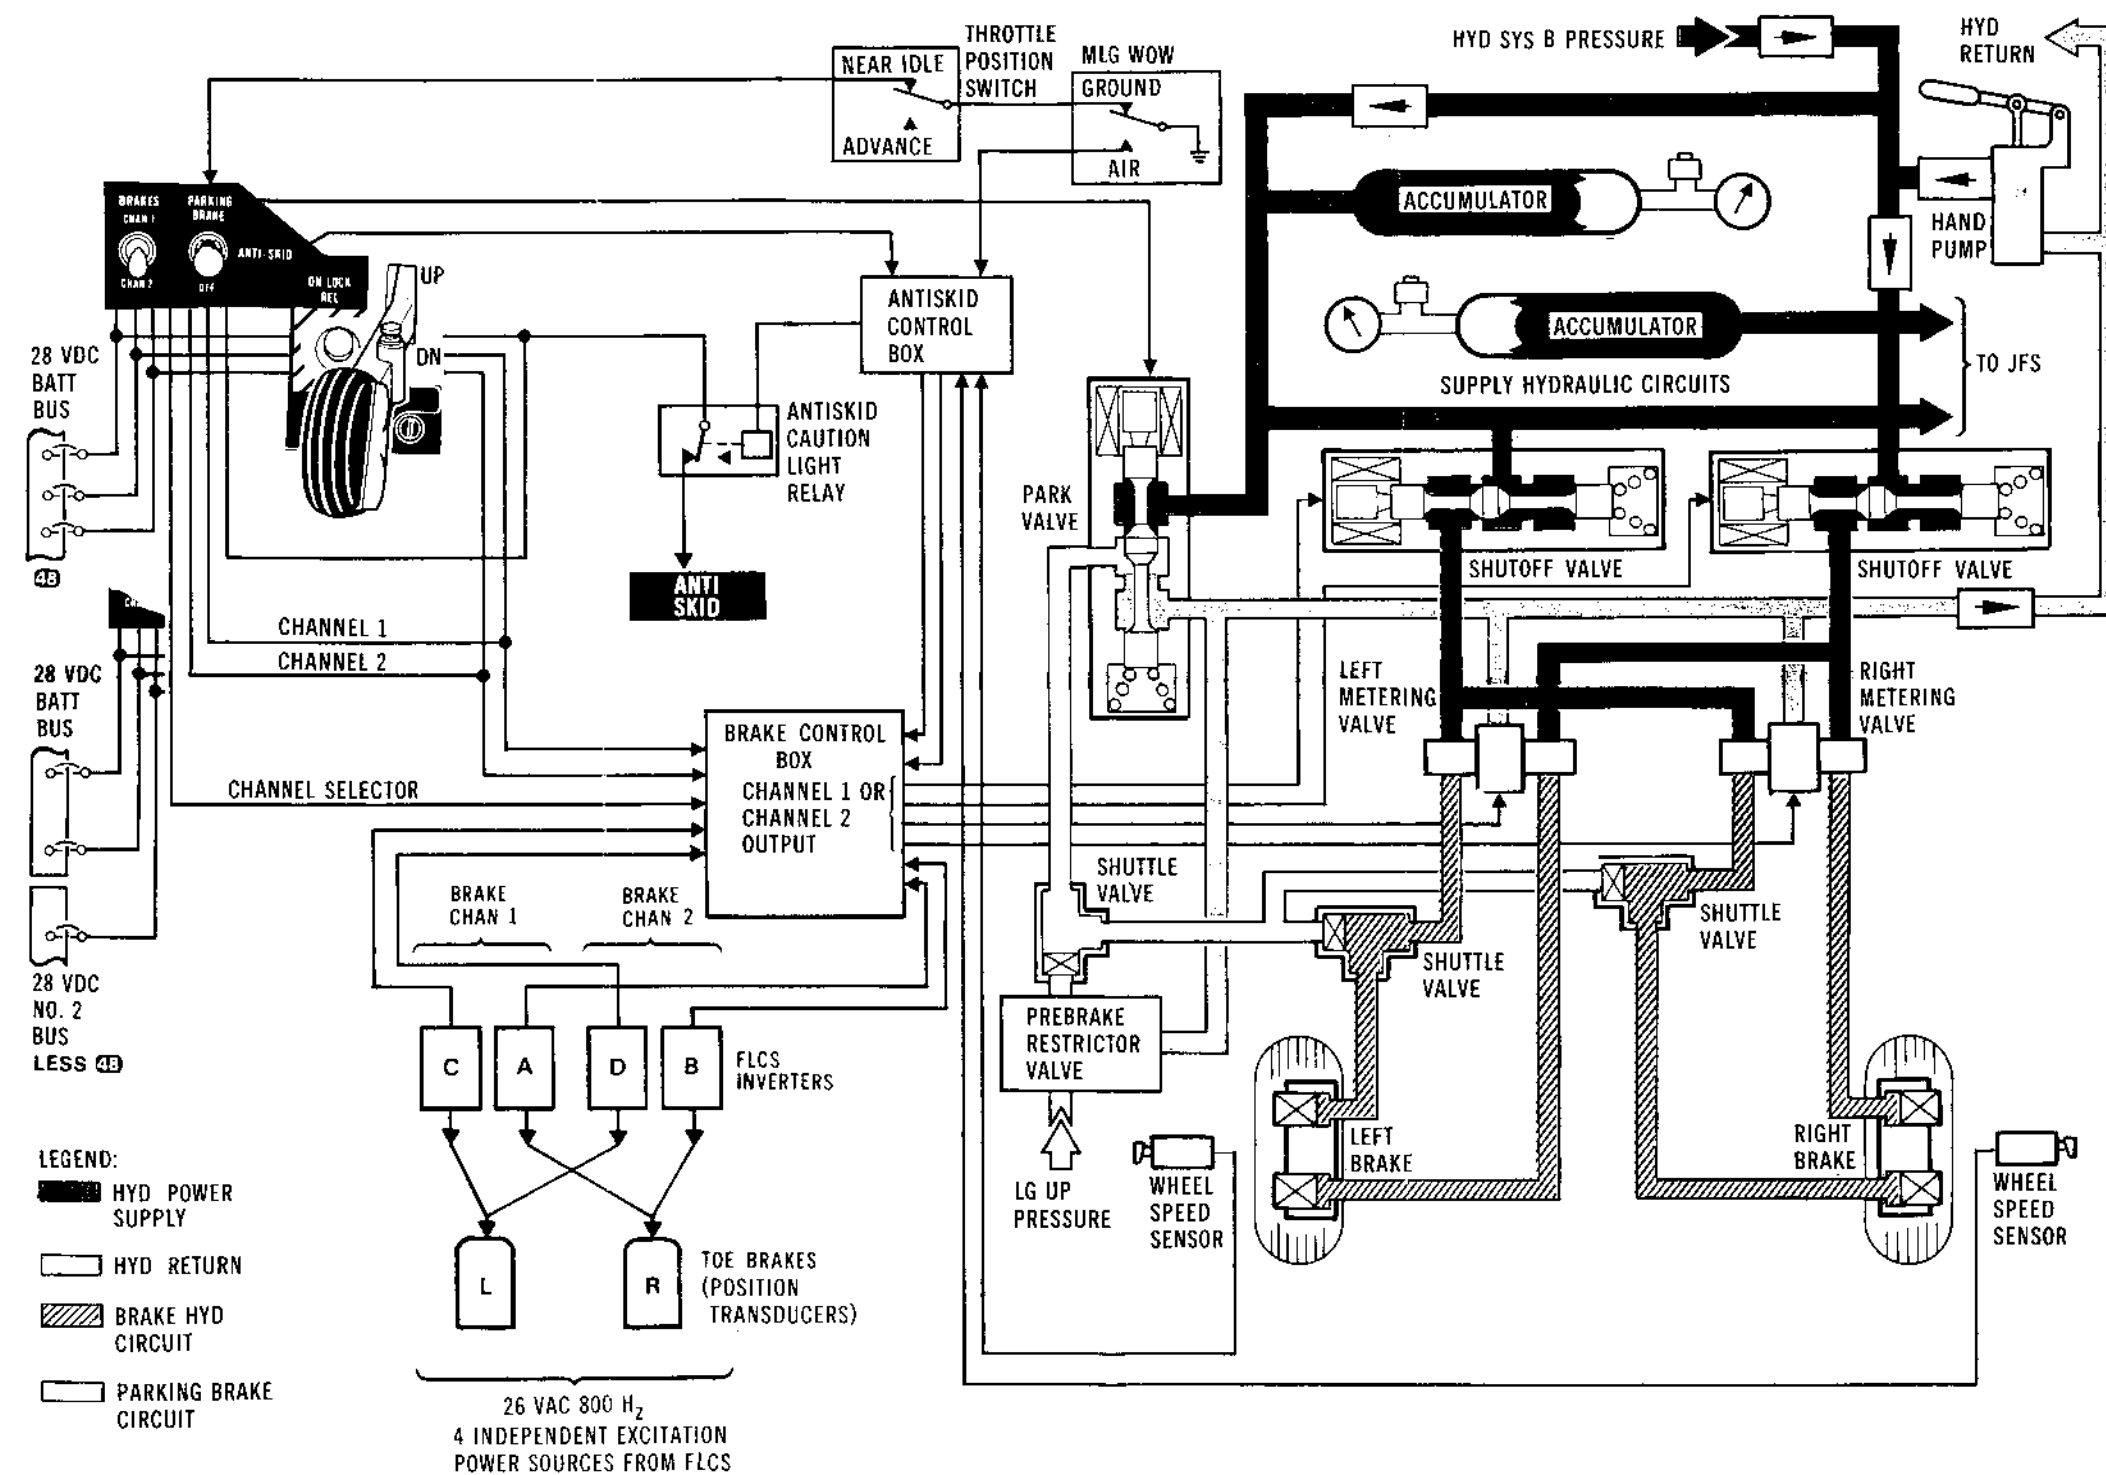 THROTTLE
POSITION
SWITCH
NEAR IDLE
ADVANCE
MLG WOW
GROUND
AIR
HYD SYS B PRESSURE
HYD
RETURN
HAND
PUMP
ACCUMULATOR
ACCUMULATOR
SUPPLY HYDRAULIC CIRCUITS
TO JFS
BRAKES
CHAN 1
CHAN 2
PARKING
BRAKE
ANTI-SKID
OFF
DN LOCK
REL
UP
DN
28 VDC
BATT
BUS
4B
ANTISKID
CONTROL
BOX
ANTISKID
CAUTION
LIGHT
RELAY
ANTI
SKID
PARK
VALVE
SHUTOFF VALVE
SHUTOFF VALVE
CHANNEL 1
CHANNEL 2
28 VDC
BATT
BUS
CHANNEL SELECTOR
BRAKE CONTROL
BOX
CHANNEL 1 OR
CHANNEL 2
OUTPUT
LEFT
METERING
VALVE
RIGHT
METERING
VALVE
BRAKE
CHAN 1
BRAKE
CHAN 2
SHUTTLE
VALVE
SHUTTLE
VALVE
SHUTTLE
VALVE
28 VDC
NO. 2
BUS
LESS 4B
C
A
D
B
FLCS
INVERTERS
PREBRAKE
RESTRICTOR
VALVE
LG UP
PRESSURE
WHEEL
SPEED
SENSOR
LEFT
BRAKE
RIGHT
BRAKE
WHEEL
SPEED
SENSOR
LEGEND:
HYD POWER
SUPPLY
HYD RETURN
BRAKE HYD
CIRCUIT
PARKING BRAKE
CIRCUIT
L
R
TOE BRAKES
(POSITION
TRANSDUCERS)
26 VAC 800 HZ
4 INDEPENDENT EXCITATION
POWER SOURCES FROM FLCS